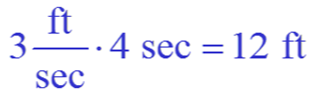 3 ft/sec · 4 sec = 12 ft